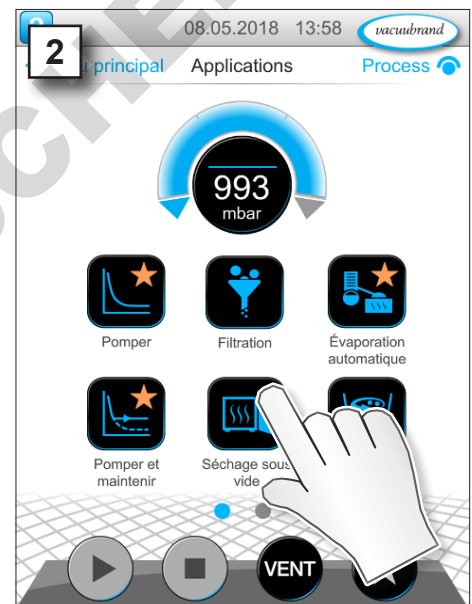 08.05.2018 13:58 vacuubrand
2
principal Applications Process
993
mbar
Pomper Filtration Évaporation
automatique
Pomper et Séchage sous
maintenir vide
VENT